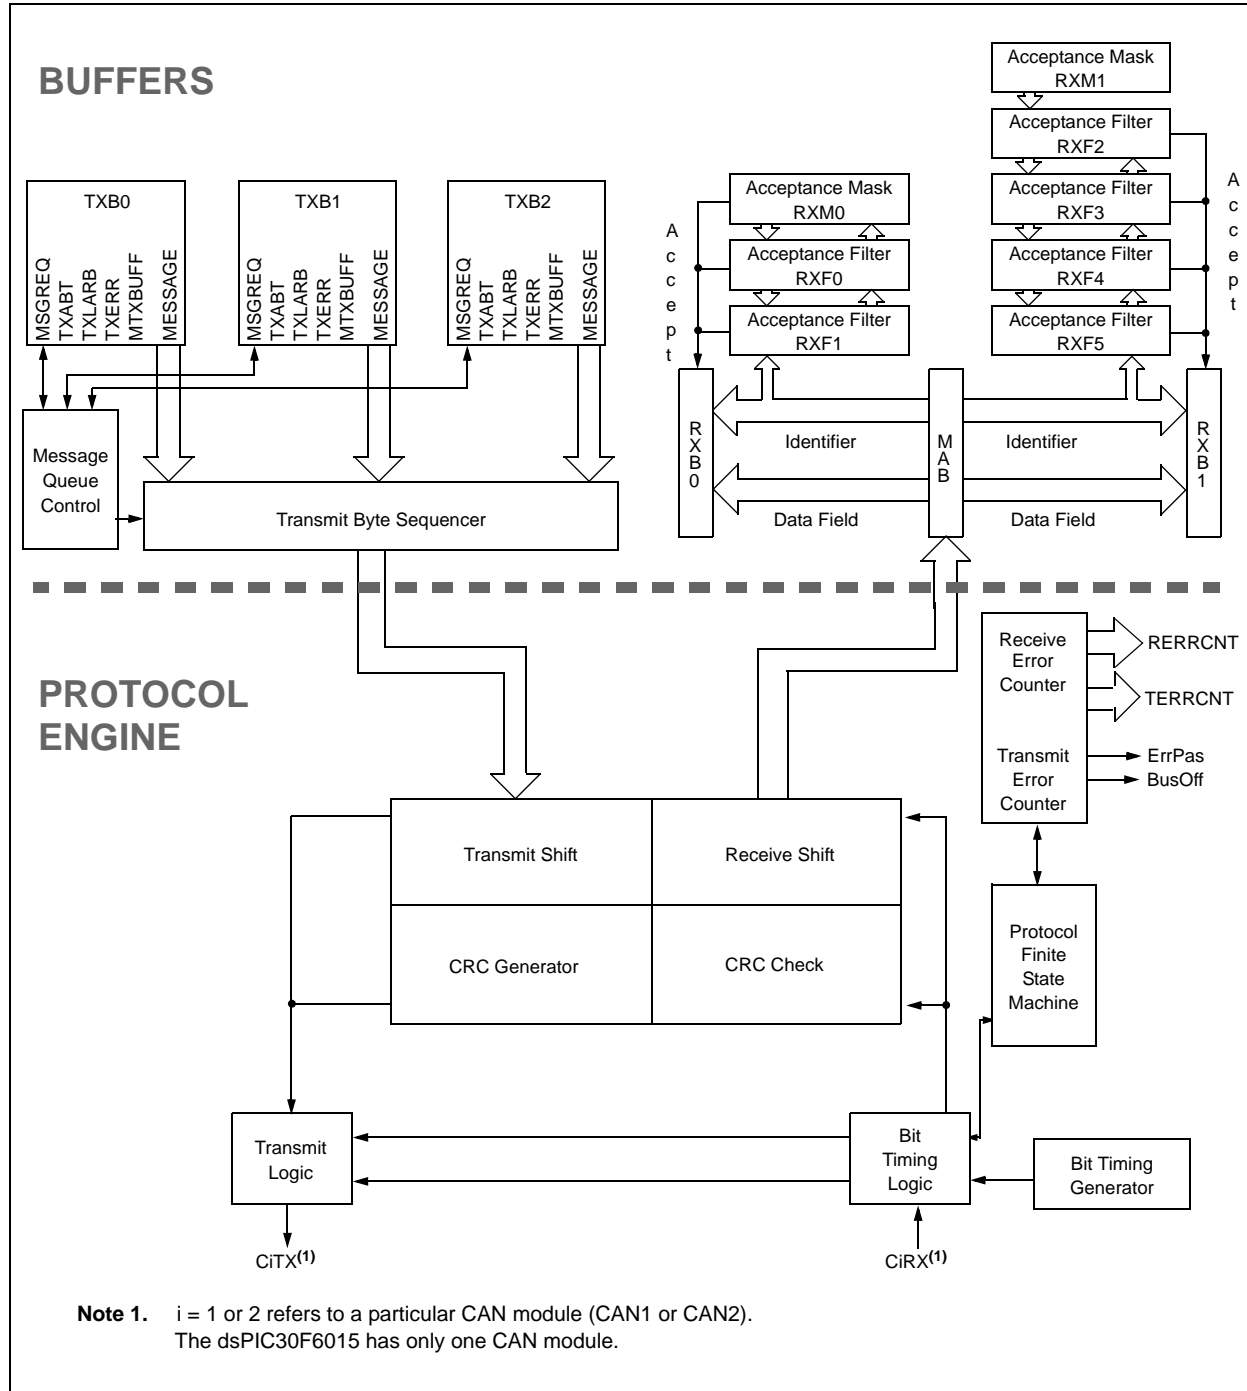 BUFFERS
Acceptance Mask
RXM1
Acceptance Filter
RXF2
Acceptance Filter
RXF3
Acceptance Filter
RXF4
Acceptance Filter
RXF5
Accept
Acceptance Mask
RXM0
Acceptance Filter
RXF0
Acceptance Filter
RXF1
Accept
TXB0
MSGREQ
TXABT
TXLARB
TXERR
MTXBUFF
MESSAGE
TXB1
MSGREQ
TXABT
TXLARB
TXERR
MTXBUFF
MESSAGE
TXB2
MSGREQ
TXABT
TXLARB
TXERR
MTXBUFF
MESSAGE
Message
Queue
Control
Transmit Byte Sequencer
RXB0
Identifier
MAB
Identifier
RXB1
Data Field
Data Field
PROTOCOL
ENGINE
Receive
Error
Counter
RERRCNT
TERRCNT
Transmit
Error
Counter
ErrPas
BusOff
Transmit Shift
Receive Shift
CRC Generator
CRC Check
Protocol
Finite
State
Machine
Transmit
Logic
Bit
Timing
Logic
Bit Timing
Generator
CiTX(1)
CiRX(1)
Note 1. i = 1 or 2 refers to a particular CAN module (CAN1 or CAN2).
The dsPIC30F6015 has only one CAN module.